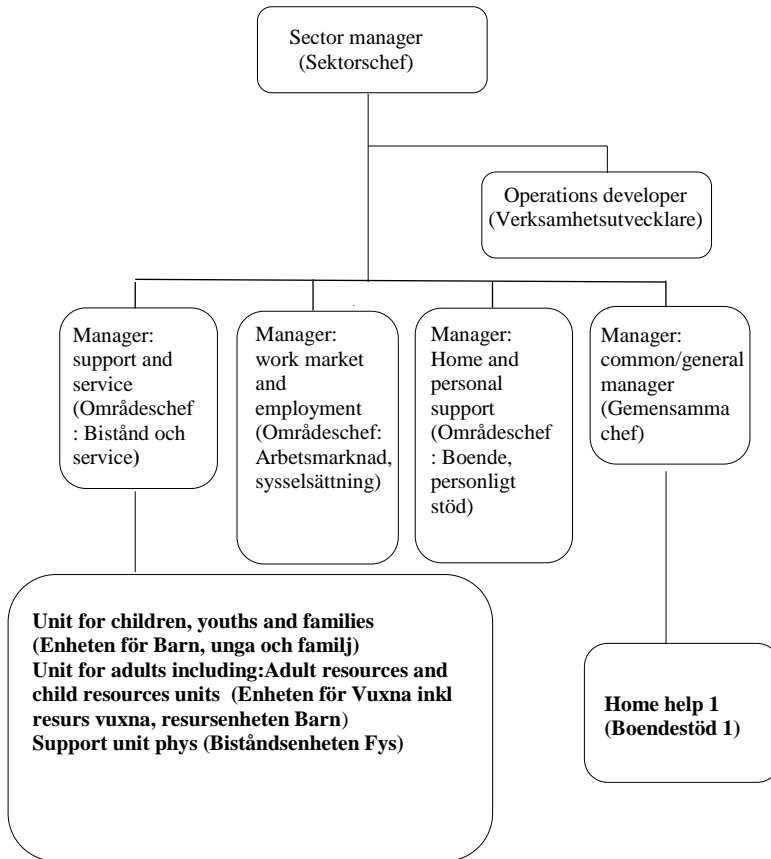 Sector manager
(Sektorschef)
Operations developer
(Verksamhetsutvecklare)
Manager:
support and
service
(Områdeschef
: Bistånd och
service)
Manager:
work market
and
employment
(Områdeschef:
Arbetsmarknad,
sysselsättning)
Manager:
Home and
personal
support
(Områdeschef
: Boende,
personligt
stöd)
Manager:
common/general
manager
(Gemensamma
chef)
Unit for children, youths and families
(Enheten för Barn, unga och familj)
Unit for adults including:Adult resources and
child resources units (Enheten för Vuxna inkl
resurs vuxna, resursenheten Barn)
Support unit phys (Biståndsenheten Fys)
Home help 1
(Boendestöd 1)